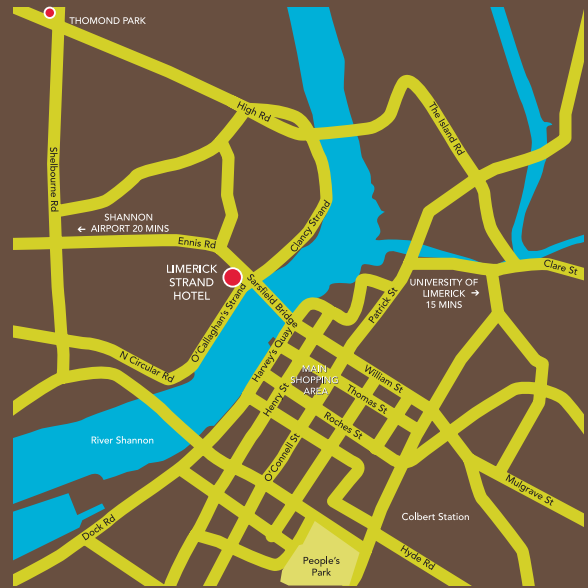 THOMOND PARK
High Rd
The Island Rd
Shelbourne Rd
SHANNON
← AIRPORT 20 MINS
Ennis Rd
Clancy Strand
LIMERICK
STRAND
HOTEL
Sarsfield Bridge
O'Callaghan's Strand
Clare St
UNIVERSITY OF
LIMERICK →
15 MINS
Patrick St
N Circular Rd
Harvey's Quay
MAIN
SHOPPING
AREA
William St
Thomas St
Henry St
Roches St
River Shannon
O'Connell St
Mulgrave St
Colbert Station
Dock Rd
Hyde Rd
People's
Park